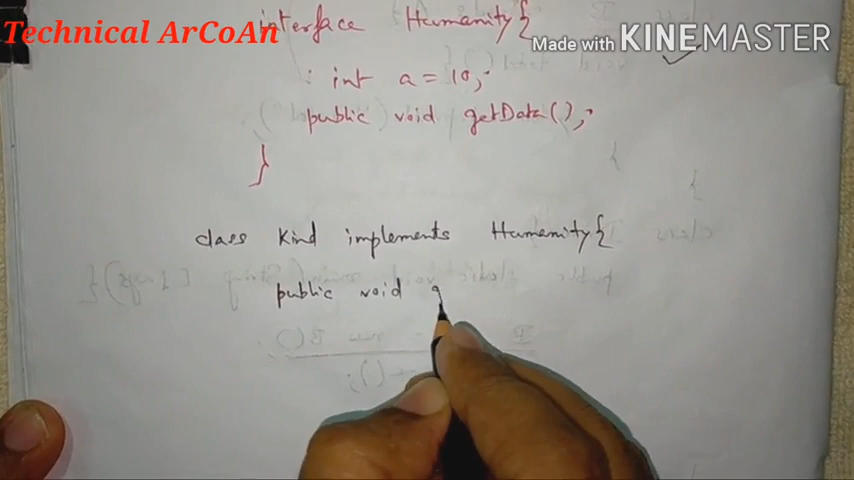 interface Humanity{
Technical ArCoAn
Made with KINEMASTER
int a = 10;
public void getData();
}
class Kind implements Humanity{
public void g